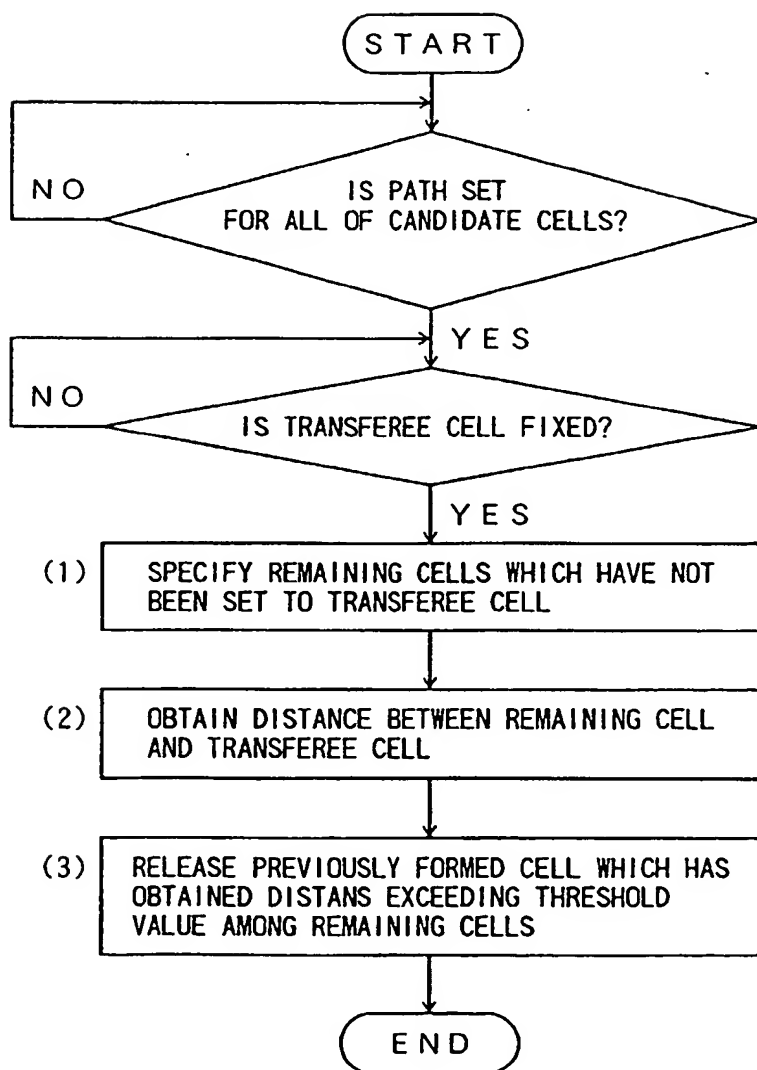 START
IS PATH SET
FOR ALL OF CANDIDATE CELLS?
NO
YES
IS TRANSFEREE CELL FIXED?
NO
YES
(1) SPECIFY REMAINING CELLS WHICH HAVE NOT
BEEN SET TO TRANSFEREE CELL
(2) OBTAIN DISTANCE BETWEEN REMAINING CELL
AND TRANSFEREE CELL
(3) RELEASE PREVIOUSLY FORMED CELL WHICH HAS
OBTAINED DISTANS EXCEEDING THRESHOLD
VALUE AMONG REMAINING CELLS
END